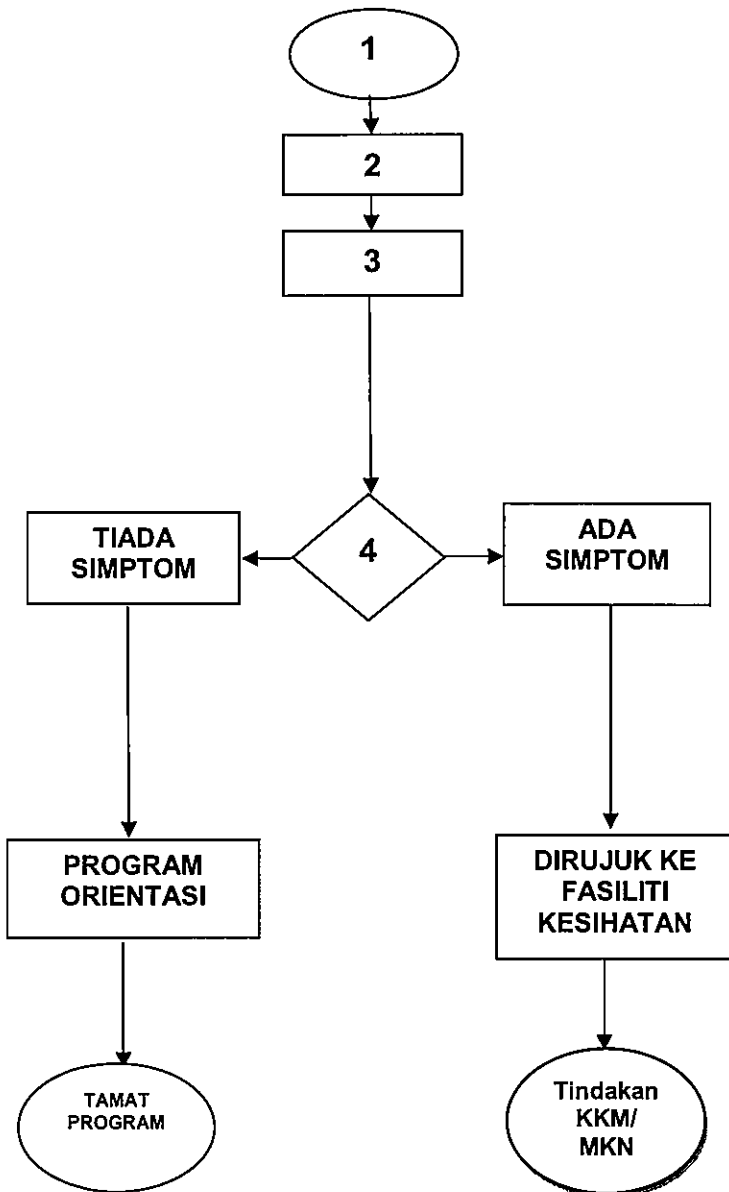 1
2
3
4
TIADA
SIMPTOM
ADA
SIMPTOM
PROGRAM
ORIENTASI
DIRUJUK KE
FASILITI
KESIHATAN
TAMAT
PROGRAM
Tindakan
KKM/
MKN